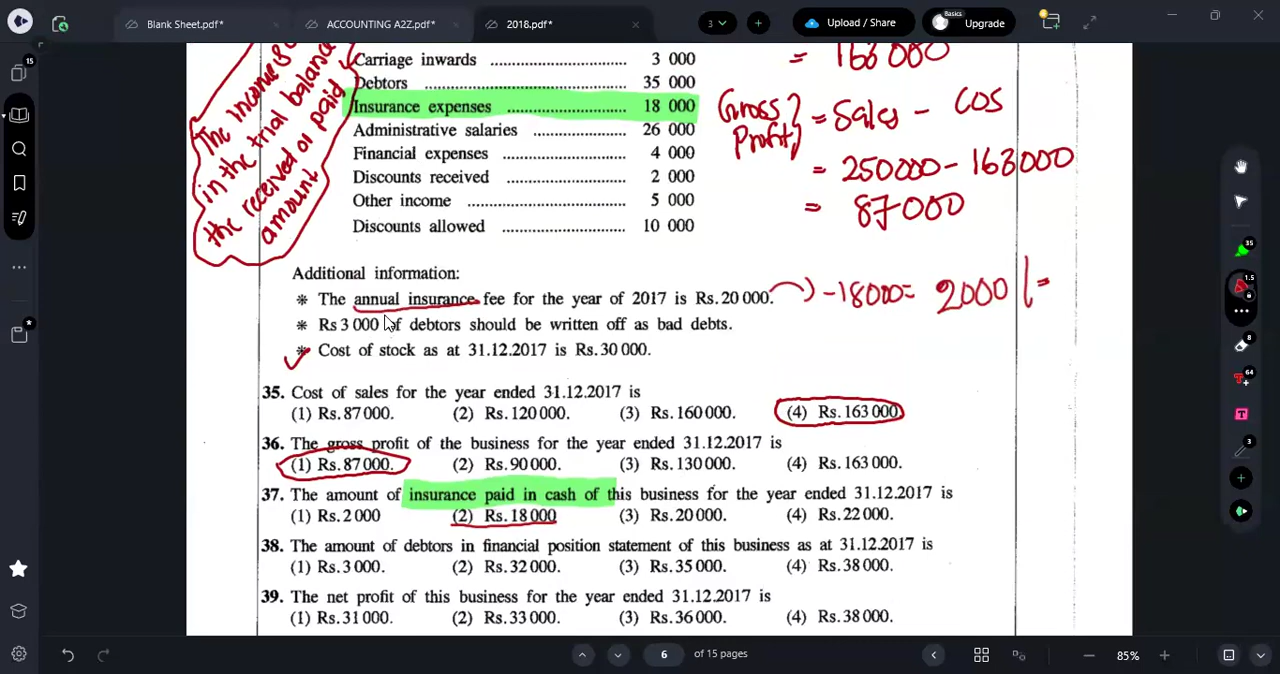 Blank Sheet.pdf*
ACCOUNTING A2Z.pdf*
2018.pdf*
3
Upload / Share
Basics
Upgrade
15
The income &
in the trial balance
the received or paid
amount
Carriage inwards .................................. 3 000
Debtors .................................. 35 000
Insurance expenses .............................. 18 000
Administrative salaries ........................ 26 000
Financial expenses .............................. 4 000
Discounts received .............................. 2 000
Other income ........................................ 5 000
Discounts allowed ................................ 10 000
= 163000
Gross Profit } = Sales - COS
= 250000 - 163000
= 87000
Additional information:
* The annual insurance fee for the year of 2017 is Rs. 20 000.
-18000= 2000 =
* Rs 3 000 of debtors should be written off as bad debts.
* Cost of stock as at 31.12.2017 is Rs. 30 000.
35. Cost of sales for the year ended 31.12.2017 is
(1) Rs. 87 000. (2) Rs. 120 000. (3) Rs. 160 000. (4) Rs. 163 000
36. The gross profit of the business for the year ended 31.12.2017 is
(1) Rs. 87 000. (2) Rs. 90 000. (3) Rs. 130 000. (4) Rs. 163 000.
37. The amount of insurance paid in cash of this business for the year ended 31.12.2017 is
(1) Rs. 2 000 (2) Rs. 18 000 (3) Rs. 20 000. (4) Rs. 22 000.
38. The amount of debtors in financial position statement of this business as at 31.12.2017 is
(1) Rs. 3 000. (2) Rs. 32 000. (3) Rs. 35 000. (4) Rs. 38 000.
39. The net profit of this business for the year ended 31.12.2017 is
(1) Rs. 31 000. (2) Rs. 33 000. (3) Rs. 36 000. (4) Rs. 38 000.
35
1.5
8
64
3
6 of 15 pages
85%